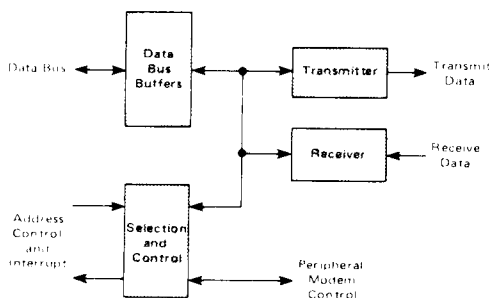 Data Bus
Data
Bus
Buffers
Transmitter
Transmit
Data
Receiver
Receive
Data
Address
Control
and
Interrupt
Selection
and
Control
Peripheral
Modem
Control